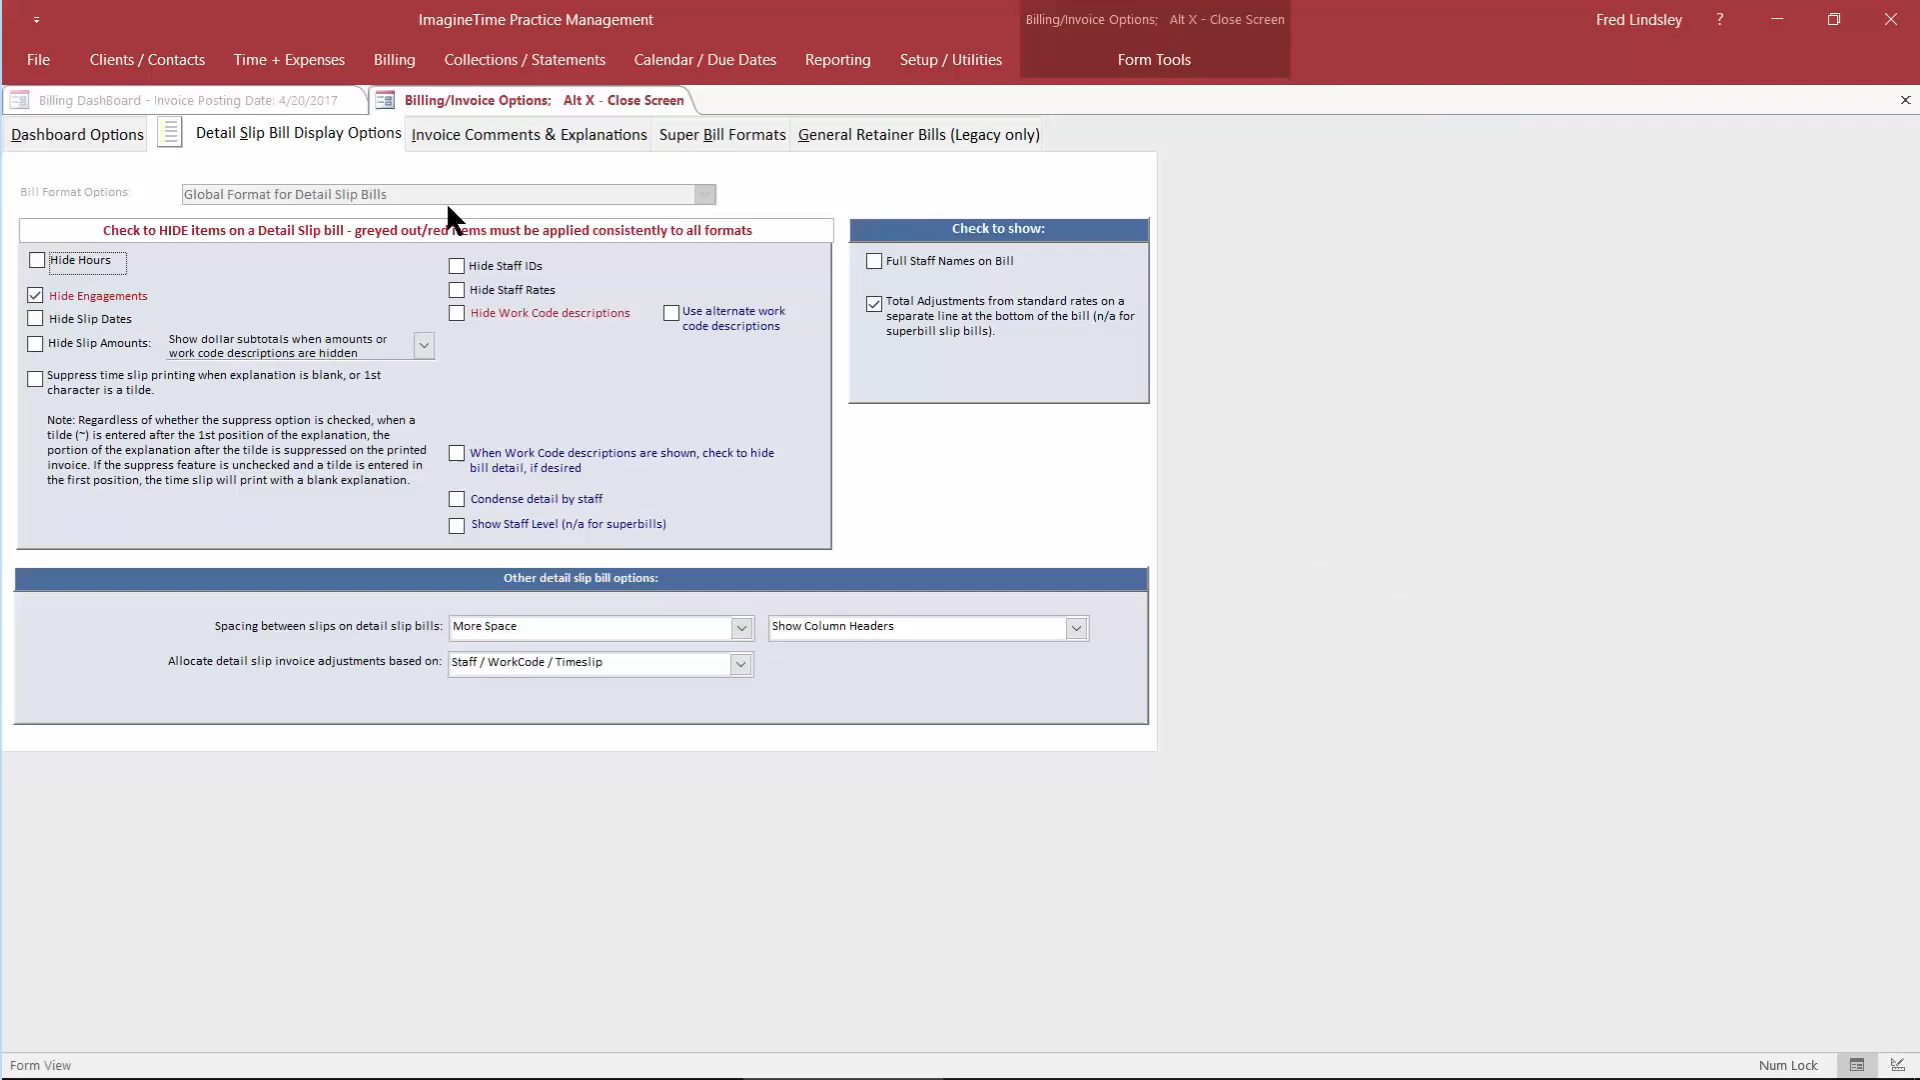 ImagineTime Practice Management
Billing/Invoice Options;   Alt X - Close Screen
Fred Lindsley
?
File
Clients / Contacts
Time + Expenses
Billing
Collections / Statements
Calendar / Due Dates
Reporting
Setup / Utilities
Form Tools
Billing DashBoard - Invoice Posting Date: 4/20/2017
Billing/Invoice Options;   Alt X - Close Screen
Dashboard Options
Detail Slip Bill Display Options
Invoice Comments & Explanations
Super Bill Formats
General Retainer Bills (Legacy only)
Bill Format Options:
Global Format for Detail Slip Bills
Check to HIDE items on a Detail Slip bill - greyed out/red items must be applied consistently to all formats
Hide Hours
Hide Engagements
Hide Slip Dates
Hide Slip Amounts:
Show dollar subtotals when amounts or
work code descriptions are hidden
Suppress time slip printing when explanation is blank, or 1st
character is a tilde.
Note: Regardless of whether the suppress option is checked, when a
tilde (~) is entered after the 1st position of the explanation, the
portion of the explanation after the tilde is suppressed on the printed
invoice. If the suppress feature is unchecked and a tilde is entered in
the first position, the time slip will print with a blank explanation.
Hide Staff IDs
Hide Staff Rates
Hide Work Code descriptions
Use alternate work
code descriptions
When Work Code descriptions are shown, check to hide
bill detail, if desired
Condense detail by staff
Show Staff Level (n/a for superbills)
Check to show:
Full Staff Names on Bill
Total Adjustments from standard rates on a
separate line at the bottom of the bill (n/a for
superbill slip bills).
Other detail slip bill options:
Spacing between slips on detail slip bills:
More Space
Show Column Headers
Allocate detail slip invoice adjustments based on:
Staff / WorkCode / Timeslip
Form View
Num Lock